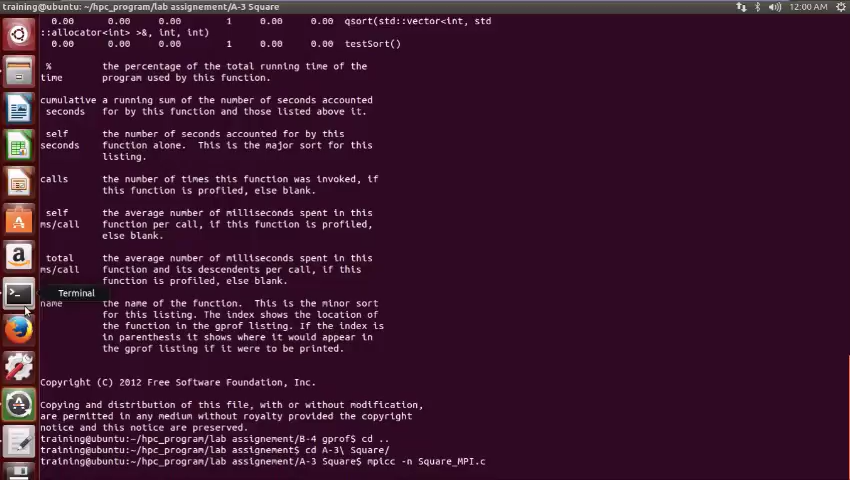 training@ubuntu: ~/hpc_program/lab assignement/A-3 Square
12:00 AM
0.00 0.00 0.00 1 0.00 0.00 qsort(std::vector<int, std
::allocator<int> >&, int, int)
0.00 0.00 0.00 1 0.00 0.00 testSort()
% the percentage of the total running time of the
time program used by this function.
cumulative a running sum of the number of seconds accounted
seconds for by this function and those listed above it.
self the number of seconds accounted for by this
seconds function alone. This is the major sort for this
listing.
calls the number of times this function was invoked, if
this function is profiled, else blank.
self the average number of milliseconds spent in this
ms/call function per call, if this function is profiled,
else blank.
total the average number of milliseconds spent in this
ms/call function and its descendents per call, if this
function is profiled, else blank.
Terminal
name the name of the function. This is the minor sort
for this listing. The index shows the location of
the function in the gprof listing. If the index is
in parenthesis it shows where it would appear in
the gprof listing if it were to be printed.
Copyright (C) 2012 Free Software Foundation, Inc.
Copying and distribution of this file, with or without modification,
are permitted in any medium without royalty provided the copyright
notice and this notice are preserved.
training@ubuntu:~/hpc_program/lab assignement/B-4 gprof$ cd ..
training@ubuntu:~/hpc_program/lab assignement$ cd A-3\ Square/
training@ubuntu:~/hpc_program/lab assignement/A-3 Square$ mpicc -n Square_MPI.c